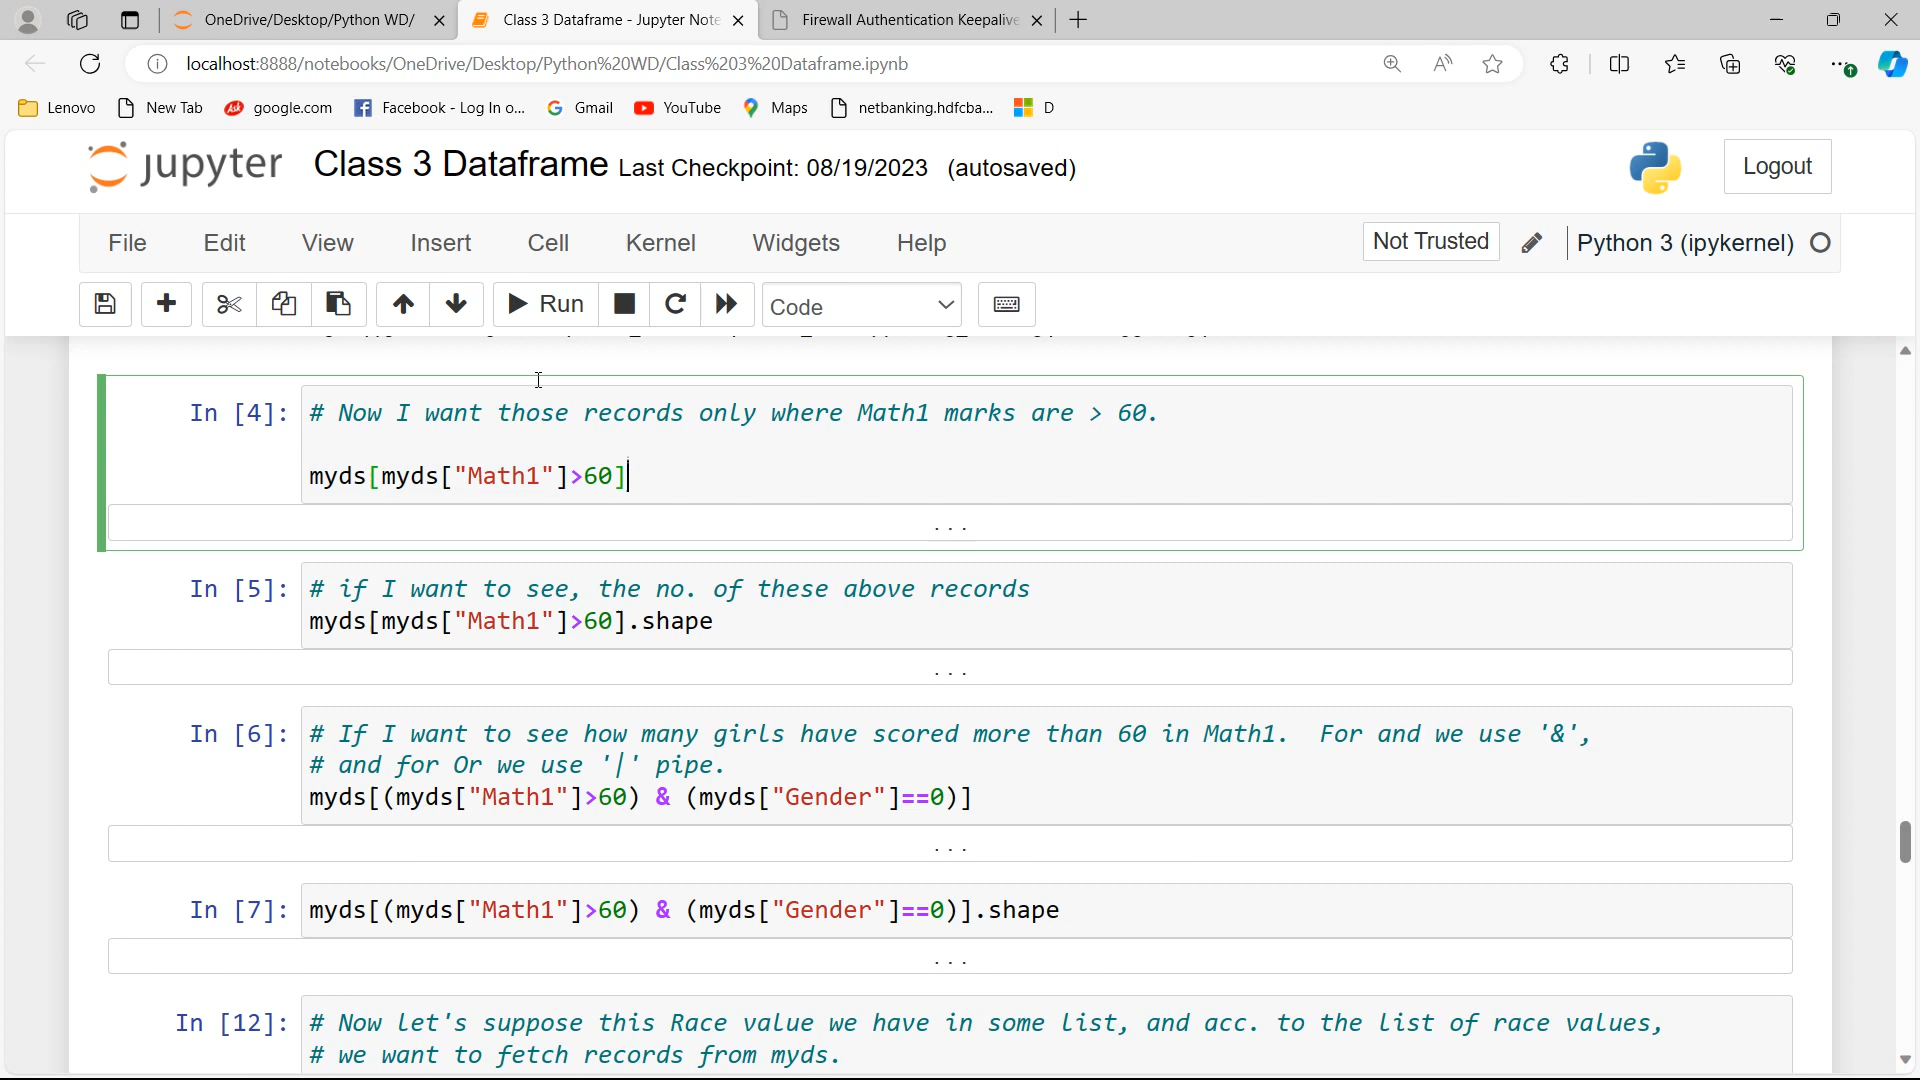 OneDrive/Desktop/Python WD/
Class 3 Dataframe - Jupyter Note
Firewall Authentication Keepaliv
localhost:8888/notebooks/OneDrive/Desktop/Python%20WD/Class%203%20Dataframe.ipynb
Lenovo
New Tab
google.com
Facebook - Log In o...
Gmail
YouTube
Maps
netbanking.hdfcba...
D
jupyter
Class 3 Dataframe Last Checkpoint: 08/19/2023 (autosaved)
Logout
File Edit View Insert Cell Kernel Widgets Help
Not Trusted
Python 3 (ipykernel)
Run
Code
In [4]: # Now I want those records only where Math1 marks are > 60.
myds[myds["Math1"]>60]
...
In [5]: # if I want to see, the no. of these above records
myds[myds["Math1"]>60].shape
...
In [6]: # If I want to see how many girls have scored more than 60 in Math1.  For and we use '&',
# and for Or we use '|' pipe.
myds[(myds["Math1"]>60) & (myds["Gender"]==0)]
...
In [7]: myds[(myds["Math1"]>60) & (myds["Gender"]==0)].shape
...
In [12]: # Now let's suppose this Race value we have in some list, and acc. to the list of race values,
# we want to fetch records from myds.